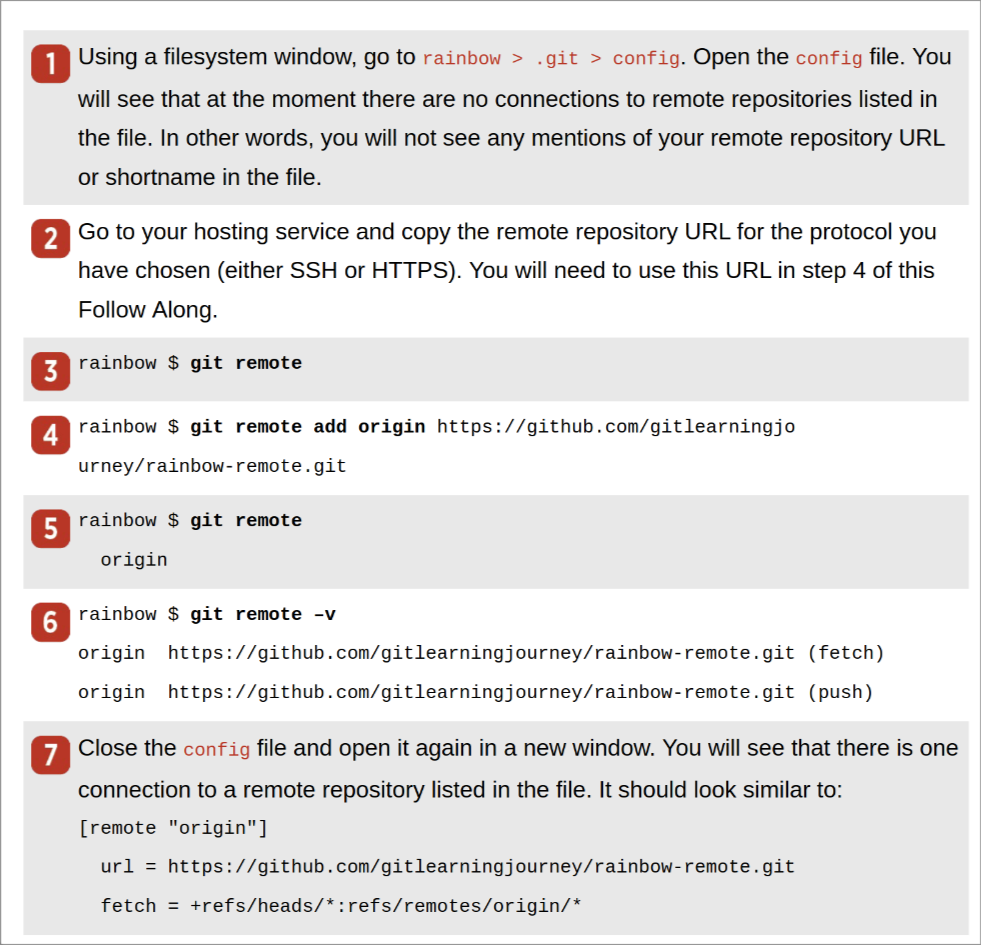 1 Using a filesystem window, go to rainbow > .git > config. Open the config file. You
will see that at the moment there are no connections to remote repositories listed in
the file. In other words, you will not see any mentions of your remote repository URL
or shortname in the file.
2 Go to your hosting service and copy the remote repository URL for the protocol you
have chosen (either SSH or HTTPS). You will need to use this URL in step 4 of this
Follow Along.
3 rainbow $ git remote
4 rainbow $ git remote add origin https://github.com/gitlearningjo
urney/rainbow-remote.git
5 rainbow $ git remote
origin
6 rainbow $ git remote –v
origin  https://github.com/gitlearningjourney/rainbow-remote.git (fetch)
origin  https://github.com/gitlearningjourney/rainbow-remote.git (push)
7 Close the config file and open it again in a new window. You will see that there is one
connection to a remote repository listed in the file. It should look similar to:
[remote "origin"]
url = https://github.com/gitlearningjourney/rainbow-remote.git
fetch = +refs/heads/*:refs/remotes/origin/*